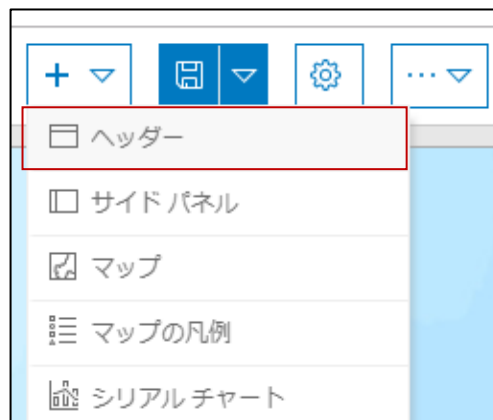 ヘッダー
サイド パネル
マップ
マップの凡例
シリアル チャート